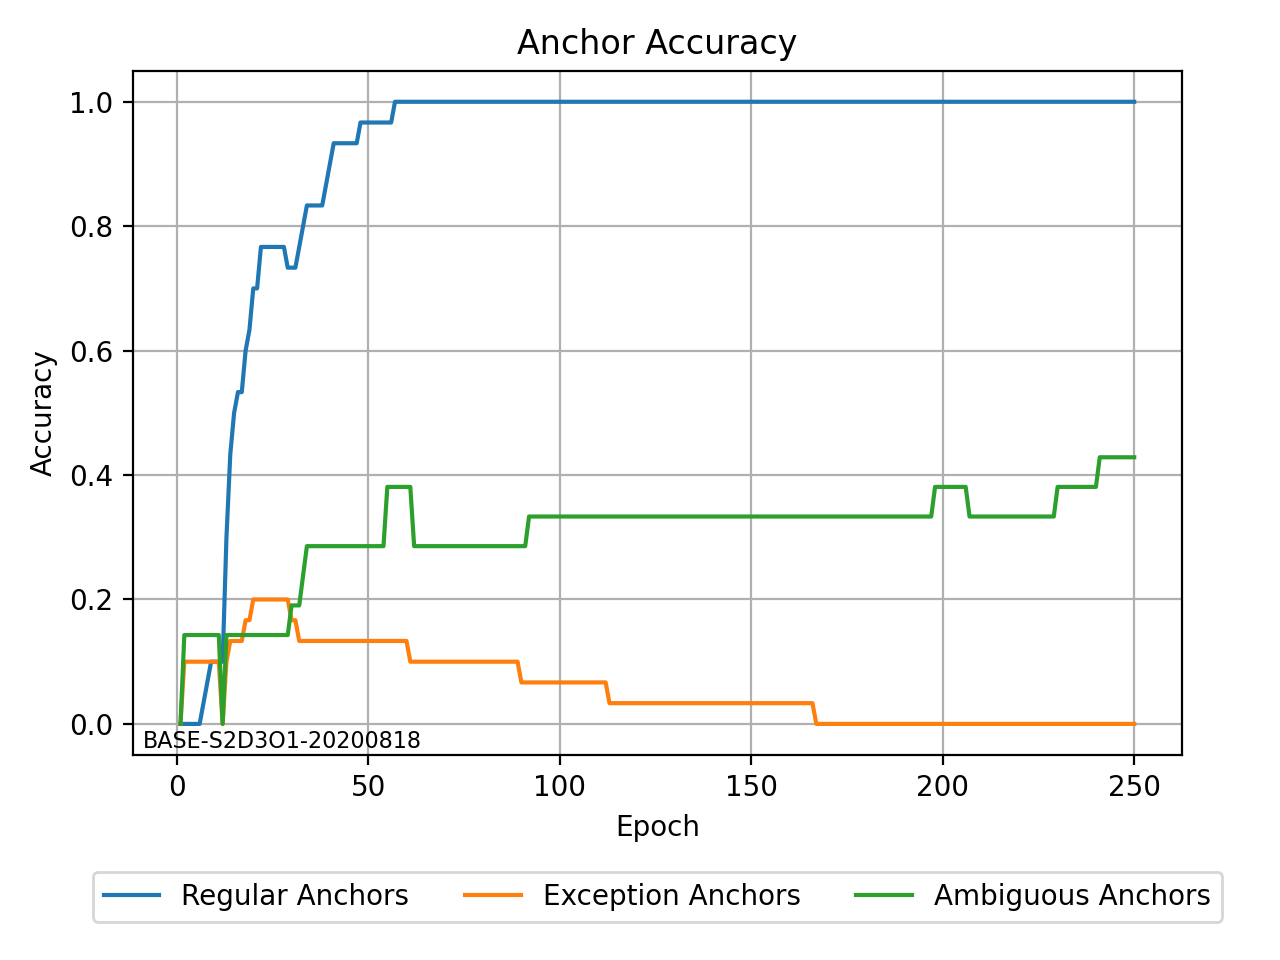 Anchor Accuracy
1.0
0.8
0.6
0.4
0.2
0.0
Accuracy
BASE-S2D3O1-20200818
0 50 100 150 200 250
Epoch
Regular Anchors Exception Anchors Ambiguous Anchors